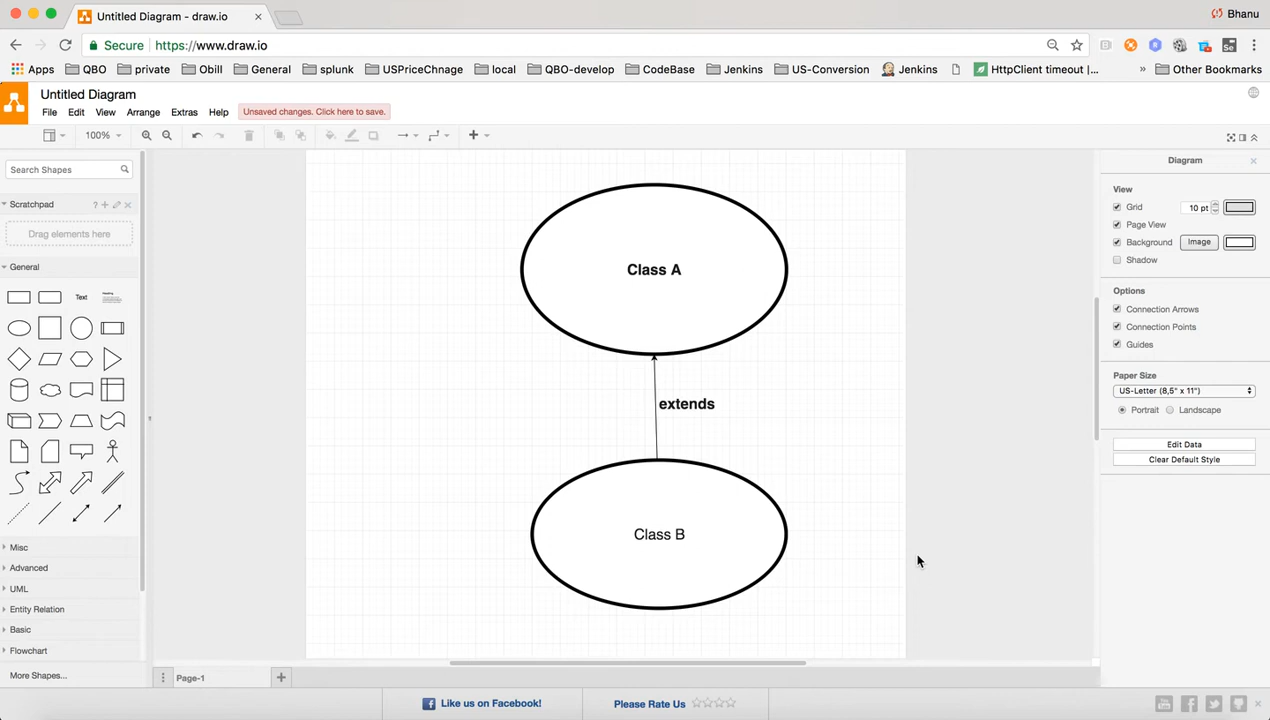 Untitled Diagram - draw.io
Bhanu
Secure https://www.draw.io
Apps QBO private Obill General splunk USPriceChnage local QBO-develop CodeBase Jenkins US-Conversion Jenkins HttpClient timeout |... » Other Bookmarks
Untitled Diagram
File Edit View Arrange Extras Help Unsaved changes. Click here to save.
100%
Search Shapes
Scratchpad
Drag elements here
General
Text
Heading
Misc
Advanced
UML
Entity Relation
Basic
Flowchart
More Shapes...
Class A
extends
Class B
Diagram
View
Grid 10 pt
Page View
Background Image
Shadow
Options
Connection Arrows
Connection Points
Guides
Paper Size
US-Letter (8,5" x 11")
Portrait Landscape
Edit Data
Clear Default Style
Page-1
Like us on Facebook! Please Rate Us